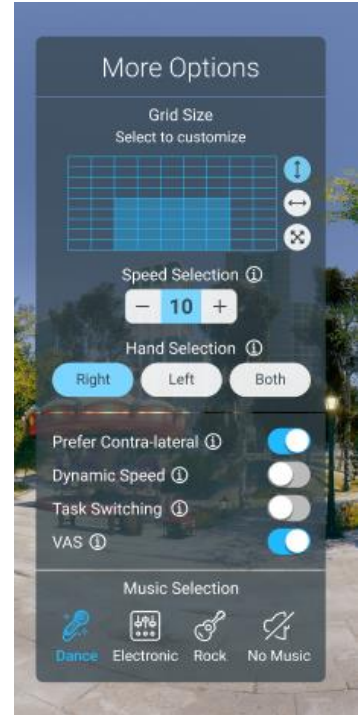 More Options
Grid Size
Select to customize
Speed Selection ⓘ
− 10 +
Hand Selection ⓘ
Right Left Both
Prefer Contra-lateral ⓘ
Dynamic Speed ⓘ
Task Switching ⓘ
VAS ⓘ
Music Selection
Dance Electronic Rock No Music